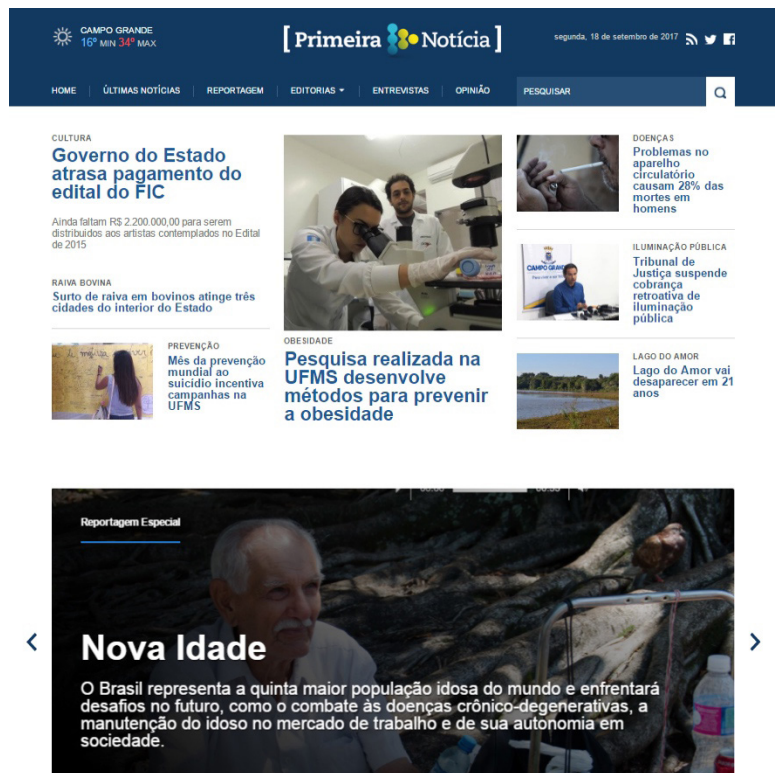 CAMPO GRANDE
16º MIN 34º MAX
[ Primeira Notícia ]
segunda, 18 de setembro de 2017
HOME
ÚLTIMAS NOTÍCIAS
REPORTAGEM
EDITORIAS
ENTREVISTAS
OPINIÃO
PESQUISAR
CULTURA
Governo do Estado
atrasa pagamento do
edital do FIC
Ainda faltam R$ 2.200.000,00 para serem
distribuidos aos artistas contemplados no Edital
de 2015
RAIVA BOVINA
Surto de raiva em bovinos atinge três
cidades do interior do Estado
PREVENÇÃO
Mês da prevenção
mundial ao
suicídio incentiva
campanhas na
UFMS
OBESIDADE
Pesquisa realizada na
UFMS desenvolve
métodos para prevenir
a obesidade
DOENÇAS
Problemas no
aparelho
circulatório
causam 28% das
mortes em
homens
CAMPO GRANDE
ILUMINAÇÃO PÚBLICA
Tribunal de
Justiça suspende
cobrança
retroativa de
iluminação
pública
LAGO DO AMOR
Lago do Amor vai
desaparecer em 21
anos
Reportagem Especial
Nova Idade
O Brasil representa a quinta maior população idosa do mundo e enfrentará
desafios no futuro, como o combate às doenças crônico-degenerativas, a
manutenção do idoso no mercado de trabalho e de sua autonomia em
sociedade.